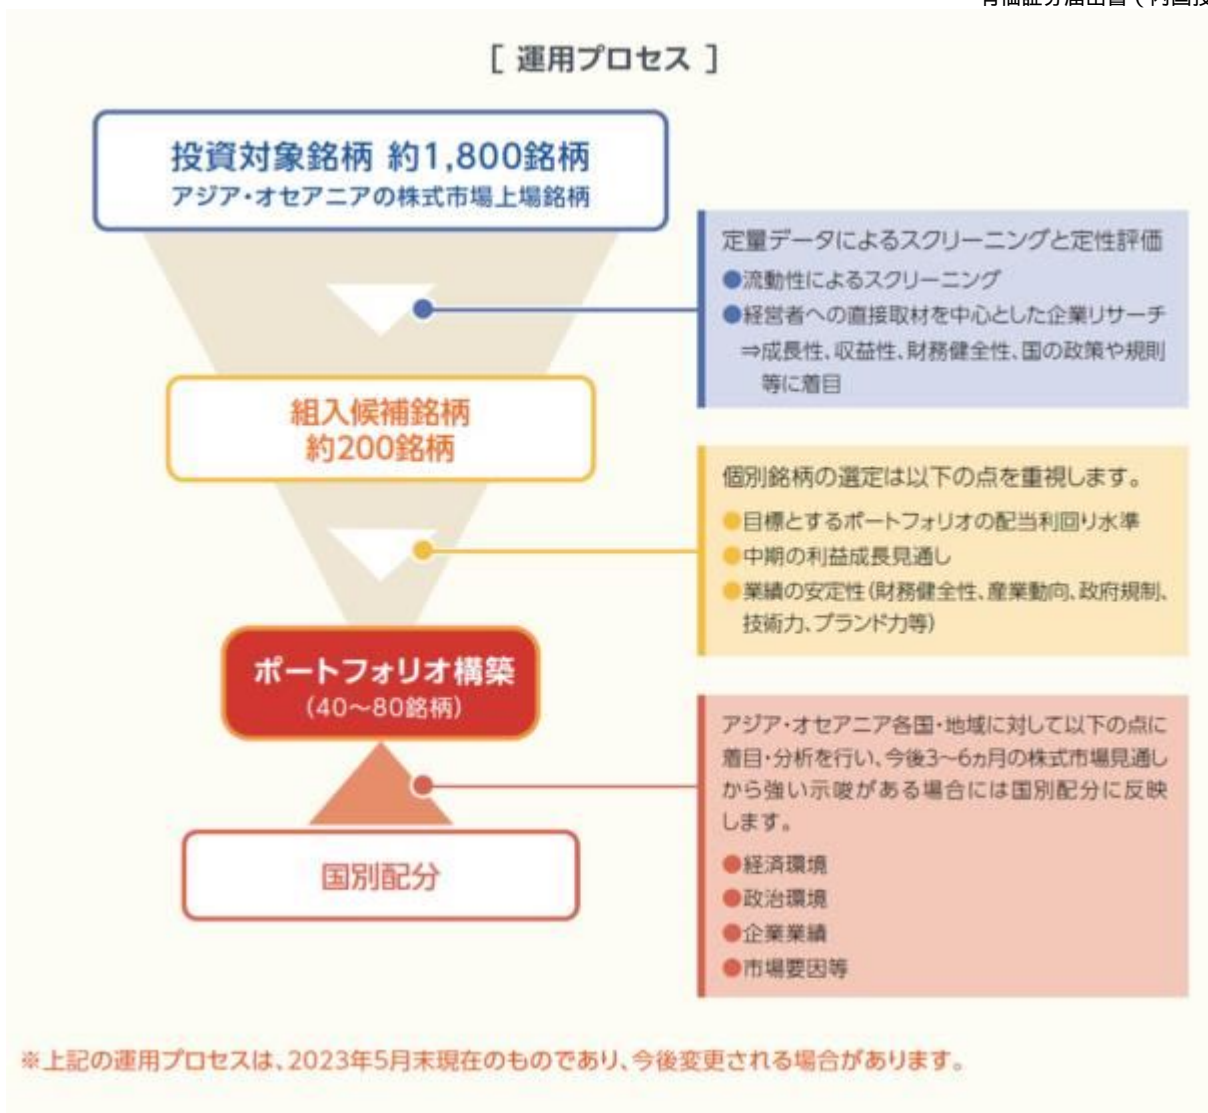 [ 運用プロセス ]
投資対象銘柄 約1,800銘柄
アジア・オセアニアの株式市場上場銘柄
定量データによるスクリーニングと定性評価
●流動性によるスクリーニング
●経営者への直接取材を中心とした企業リサーチ
⇒成長性、収益性、財務健全性、国の政策や規則
等に着目
組入候補銘柄
約200銘柄
個別銘柄の選定は以下の点を重視します。
●目標とするポートフォリオの配当利回り水準
●中期の利益成長見通し
●業績の安定性(財務健全性、産業動向、政府規制、
技術力、ブランド力等)
ポートフォリオ構築
(40〜80銘柄)
アジア・オセアニア各国・地域に対して以下の点に
着目・分析を行い、今後3〜6ヵ月の株式市場見通し
から強い示唆がある場合には国別配分に反映
します。
●経済環境
●政治環境
●企業業績
●市場要因等
国別配分
※上記の運用プロセスは、2023年5月末現在のものであり、今後変更される場合があります。